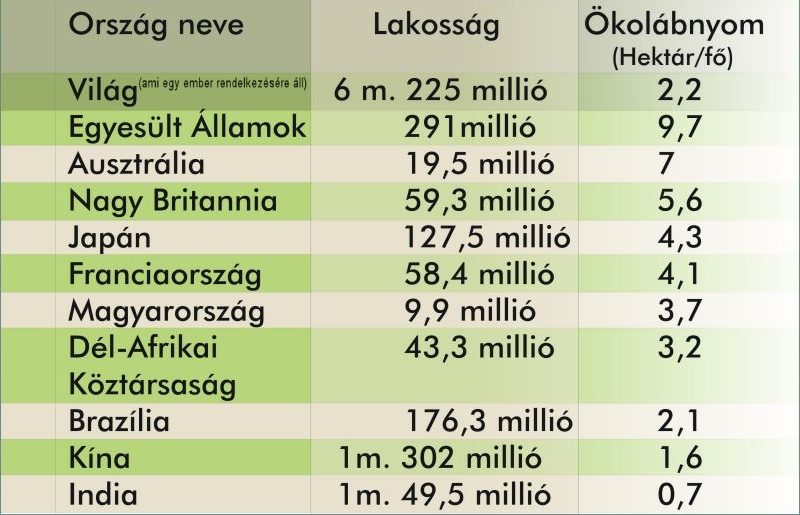 Ország neve Lakosság Ökolábnyom
(Hektár/fő)
Világ(ami egy ember rendelkezésére áll) 6 m. 225 millió 2,2
Egyesült Államok 291millió 9,7
Ausztrália 19,5 millió 7
Nagy Britannia 59,3 millió 5,6
Japán 127,5 millió 4,3
Franciaország 58,4 millió 4,1
Magyarország 9,9 millió 3,7
Dél-Afrikai 43,3 millió 3,2
Köztársaság
Brazília 176,3 millió 2,1
Kína 1m. 302 millió 1,6
India 1m. 49,5 millió 0,7